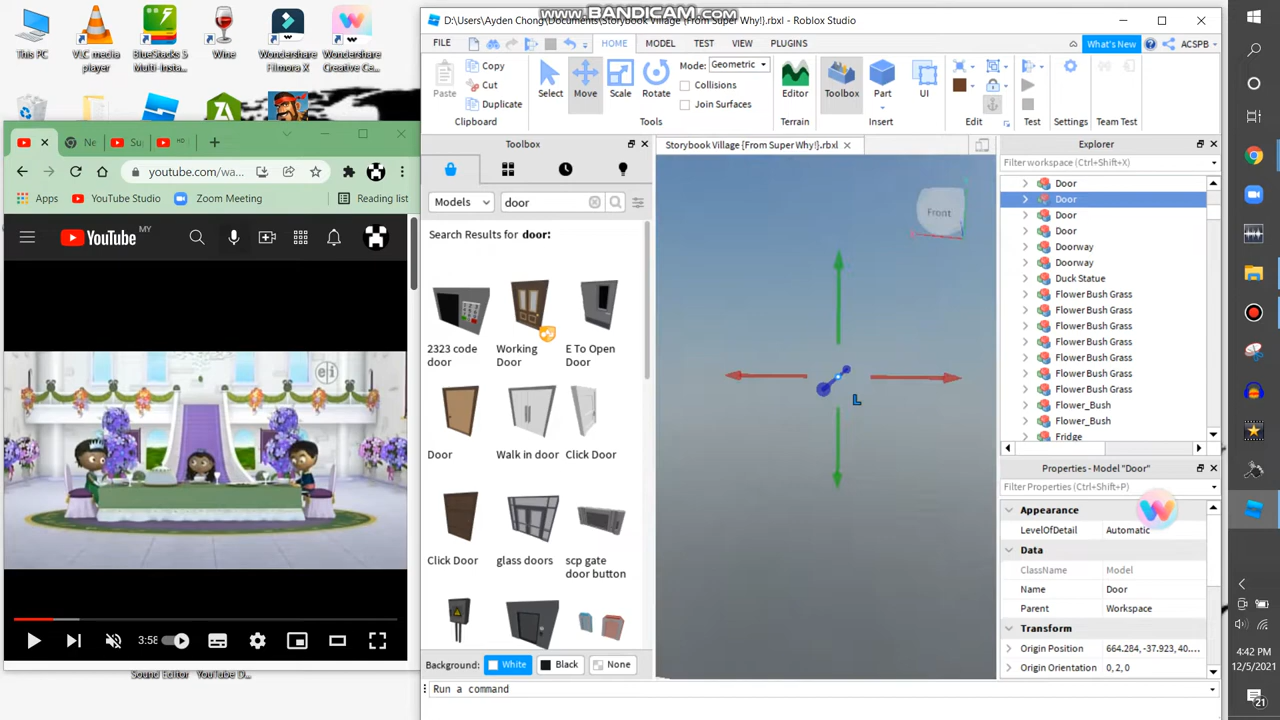 www.BANDICAM.com
This PC
VLC media player
BlueStacks 5 Multi-Insta...
Wine
Wondershare Filmora X
Wondershare Creative Ce...
D:\Users\Ayden Chong\Documents\Storybook Village {From Super Why!}.rbxl - Roblox Studio
FILE
HOME
MODEL
TEST
VIEW
PLUGINS
What's New
ACSPB
Paste
Copy
Cut
Duplicate
Clipboard
Select
Move
Scale
Rotate
Mode: Geometric
Collisions
Join Surfaces
Tools
Editor
Terrain
Toolbox
Part
UI
Insert
Edit
Test
Settings
Team Test
Ne
Su
HD
youtube.com/wa...
Apps
YouTube Studio
Zoom Meeting
Reading list
YouTube MY
ej
3:58
Sound Editor
YouTube D...
Toolbox
Models
door
Search Results for door:
2323 code door
Working Door
E To Open Door
Door
Walk in door
Click Door
Click Door
glass doors
scp gate door button
Background:
White
Black
None
Run a command
Storybook Village {From Super Why!}.rbxl
Front
L
Explorer
Filter workspace (Ctrl+Shift+X)
Door
Door
Door
Door
Doorway
Doorway
Duck Statue
Flower Bush Grass
Flower Bush Grass
Flower Bush Grass
Flower Bush Grass
Flower Bush Grass
Flower Bush Grass
Flower Bush Grass
Flower_Bush
Flower_Bush
Fridge
Properties - Model "Door"
Filter Properties (Ctrl+Shift+P)
Appearance
LevelOfDetail Automatic
Data
ClassName Model
Name Door
Parent Workspace
Transform
Origin Position 664.284, -37.923, 40....
Origin Orientation 0, 2, 0
4:42 PM
12/5/2021
21